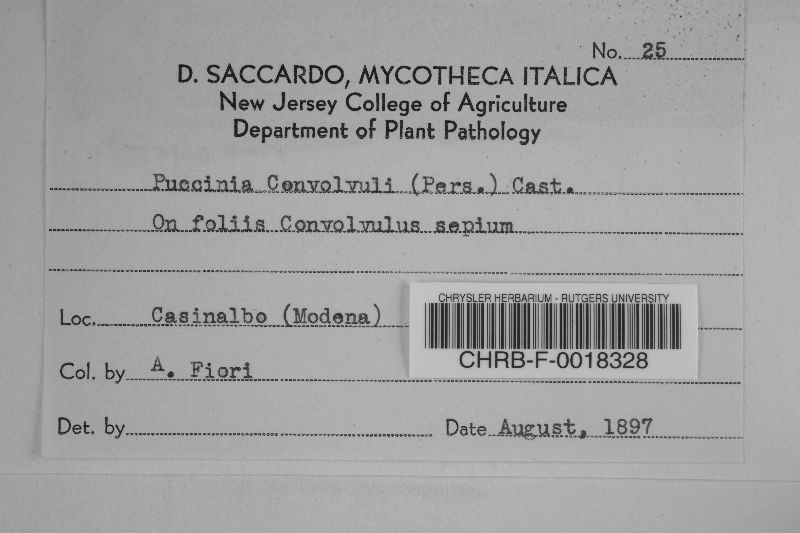 No. 25
D. SACCARDO, MYCOTHECA ITALICA
New Jersey College of Agriculture
Department of Plant Pathology
Puccinia Convolvuli (Pers.) Cast.
On foliis Convolvulus sepium
Loc. Casinalbo (Modena)
CHRYSLER HERBARIUM - RUTGERS UNIVERSITY
CHRB-F-0018328
Col. by A. Fiori
Det. by
Date August, 1897